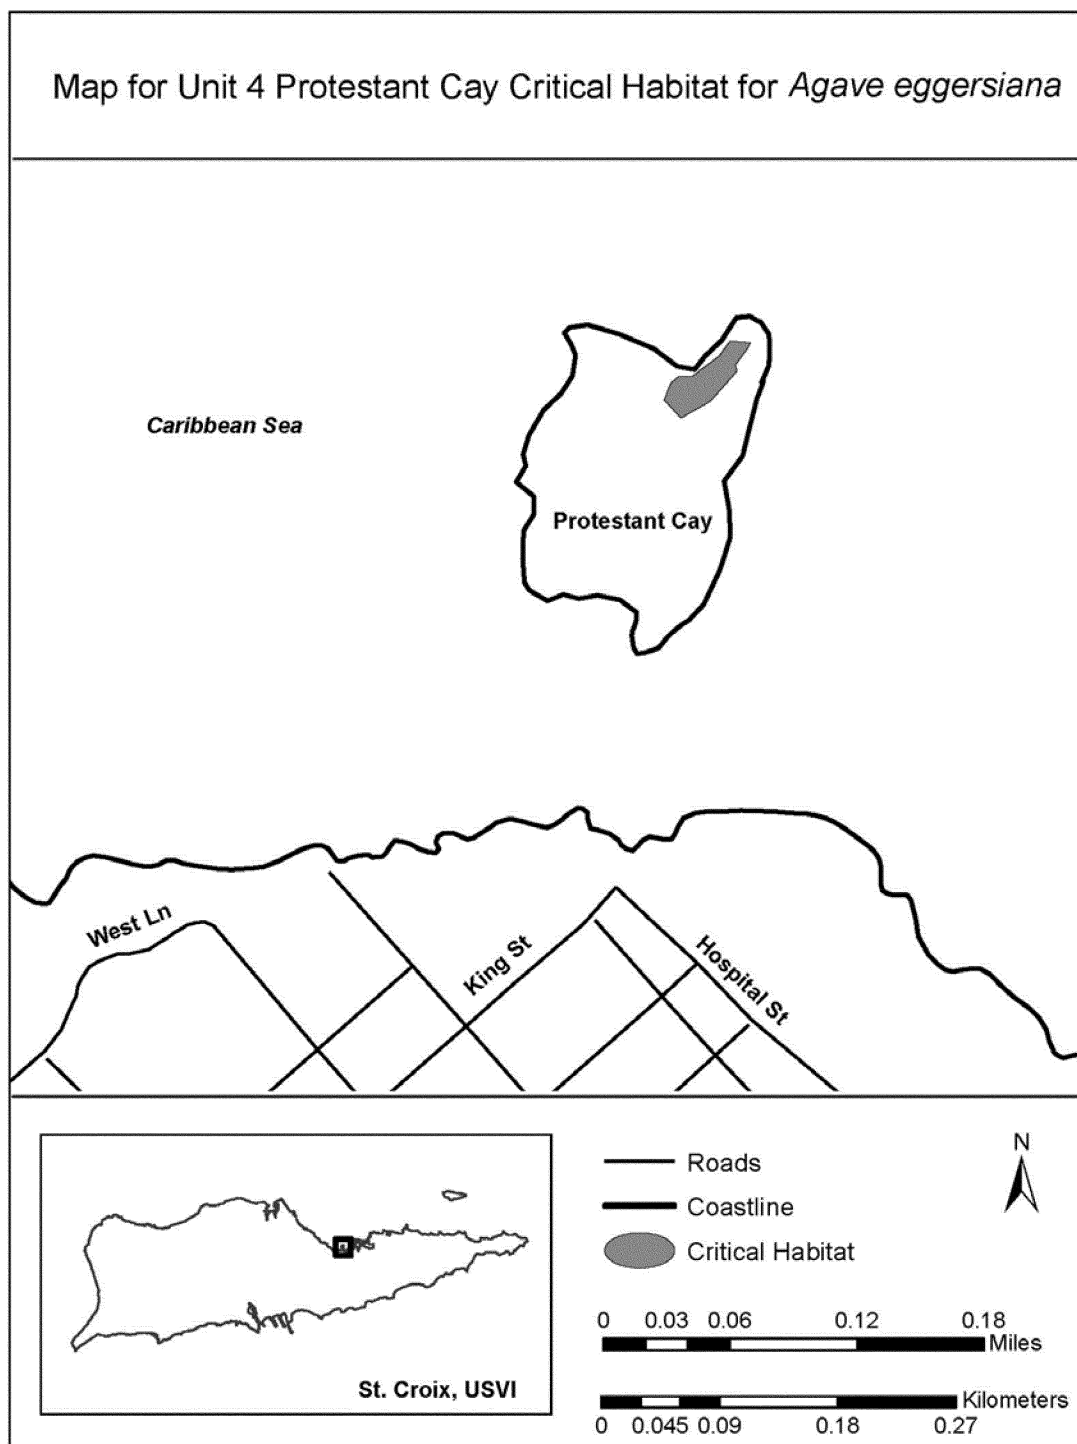 Map for Unit 4 Protestant Cay Critical Habitat for Agave eggersiana
Caribbean Sea
Protestant Cay
West Ln
King St
Hospital St
St. Croix, USVI
Roads
Coastline
Critical Habitat
N
0 0.03 0.06 0.12 0.18
Miles
Kilometers
0 0.045 0.09 0.18 0.27